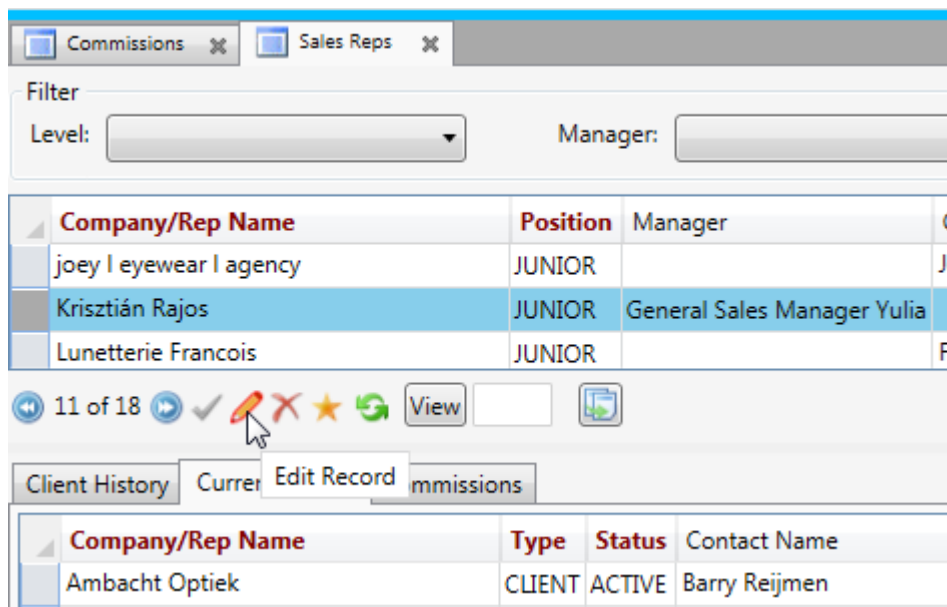 Commissions Sales Reps
Filter
Level: Manager:
Company/Rep Name Position Manager
joey l eyewear l agency JUNIOR
Krisztián Rajos JUNIOR General Sales Manager Yulia
Lunetterie Francois JUNIOR
11 of 18 View
Edit Record
Client History Commissions
Company/Rep Name Type Status Contact Name
Ambacht Optiek CLIENT ACTIVE Barry Reijmen